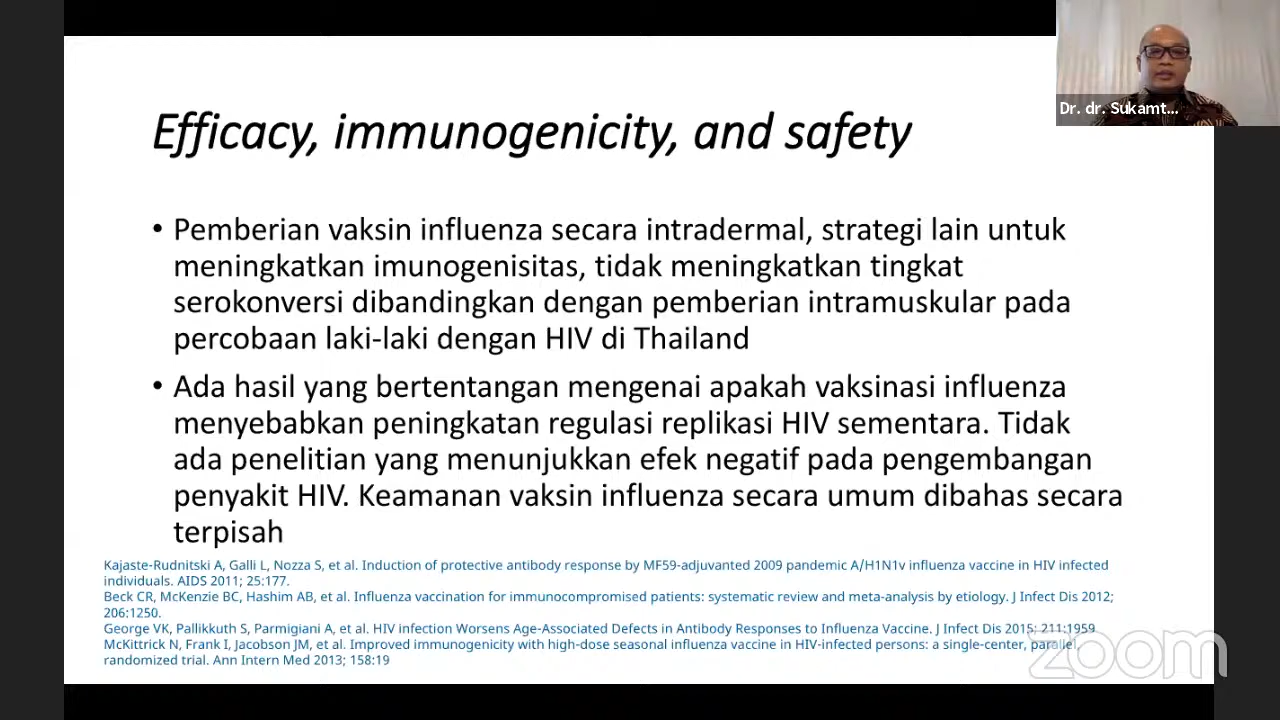 Dr. dr. Sukamt...
Efficacy, immunogenicity, and safety
• Pemberian vaksin influenza secara intradermal, strategi lain untuk
meningkatkan imunogenisitas, tidak meningkatkan tingkat
serokonversi dibandingkan dengan pemberian intramuskular pada
percobaan laki-laki dengan HIV di Thailand
• Ada hasil yang bertentangan mengenai apakah vaksinasi influenza
menyebabkan peningkatan regulasi replikasi HIV sementara. Tidak
ada penelitian yang menunjukkan efek negatif pada pengembangan
penyakit HIV. Keamanan vaksin influenza secara umum dibahas secara
terpisah
Kajaste-Rudnitski A, Galli L, Nozza S, et al. Induction of protective antibody response by MF59-adjuvanted 2009 pandemic A/H1N1v influenza vaccine in HIV infected
individuals. AIDS 2011; 25:177.
Beck CR, McKenzie BC, Hashim AB, et al. Influenza vaccination for immunocompromised patients: systematic review and meta-analysis by etiology. J Infect Dis 2012;
206:1250.
George VK, Pallikkuth S, Parmigiani A, et al. HIV infection Worsens Age-Associated Defects in Antibody Responses to Influenza Vaccine. J Infect Dis 2015; 211:1959
McKittrick N, Frank I, Jacobson JM, et al. Improved immunogenicity with high-dose seasonal influenza vaccine in HIV-infected persons: a single-center, parallel,
randomized trial. Ann Intern Med 2013; 158:19
zoom